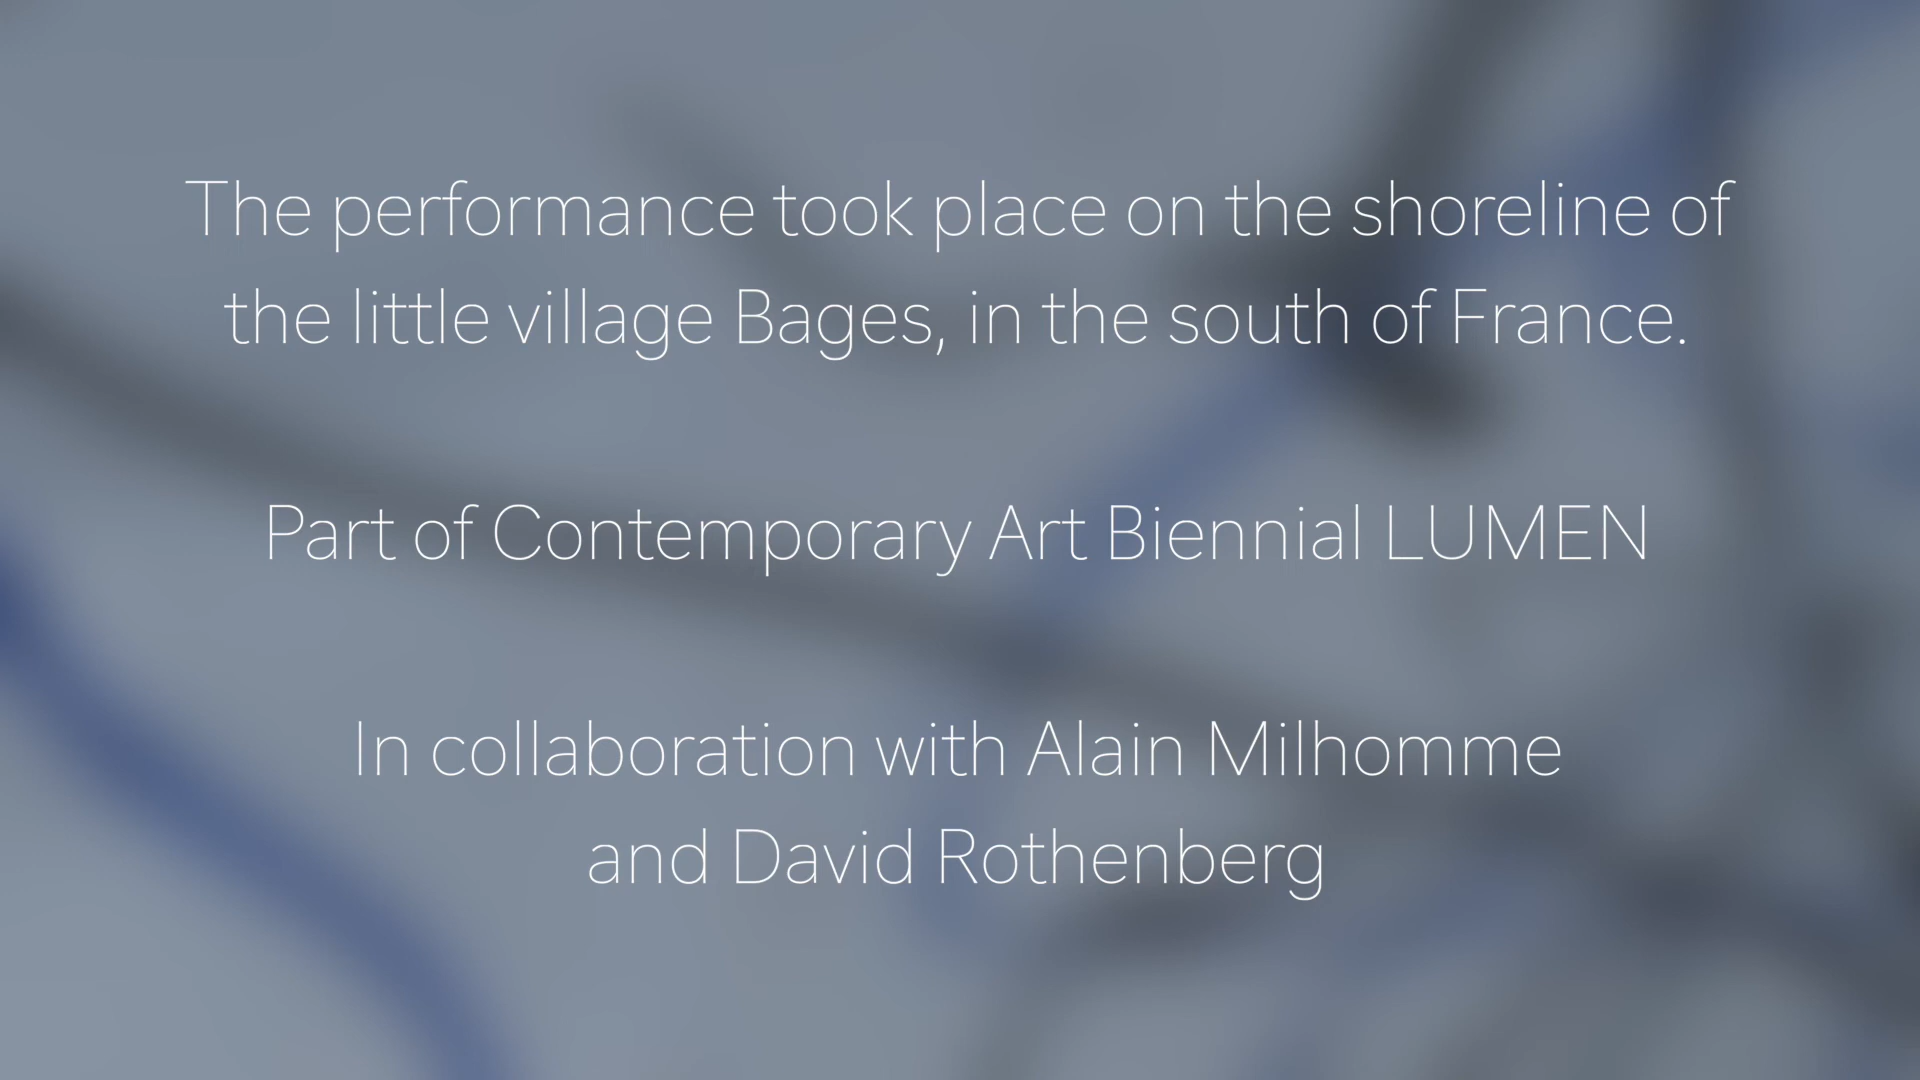 The performance took place on the shoreline of
the little village Bages, in the south of France.
Part of Contemporary Art Biennial LUMEN
In collaboration with Alain Milhomme
and David Rothenberg